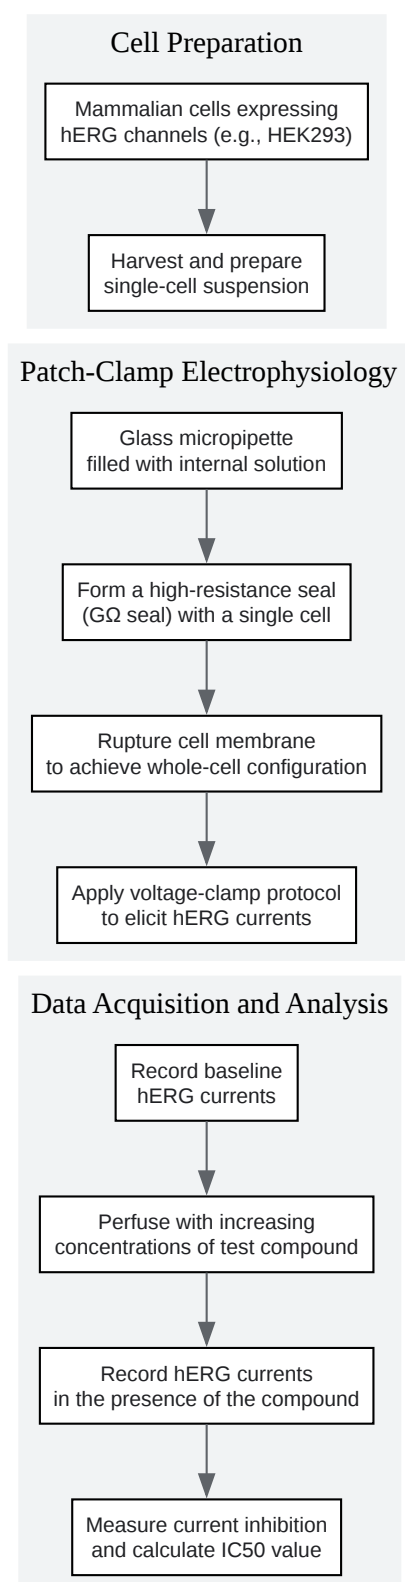 Cell Preparation
Mammalian cells expressing
hERG channels (e.g., HEK293)
Harvest and prepare
single-cell suspension
Patch-Clamp Electrophysiology
Glass micropipette
filled with internal solution
Form a high-resistance seal
(GΩ seal) with a single cell
Rupture cell membrane
to achieve whole-cell configuration
Apply voltage-clamp protocol
to elicit hERG currents
Data Acquisition and Analysis
Record baseline
hERG currents
Perfuse with increasing
concentrations of test compound
Record hERG currents
in the presence of the compound
Measure current inhibition
and calculate IC50 value